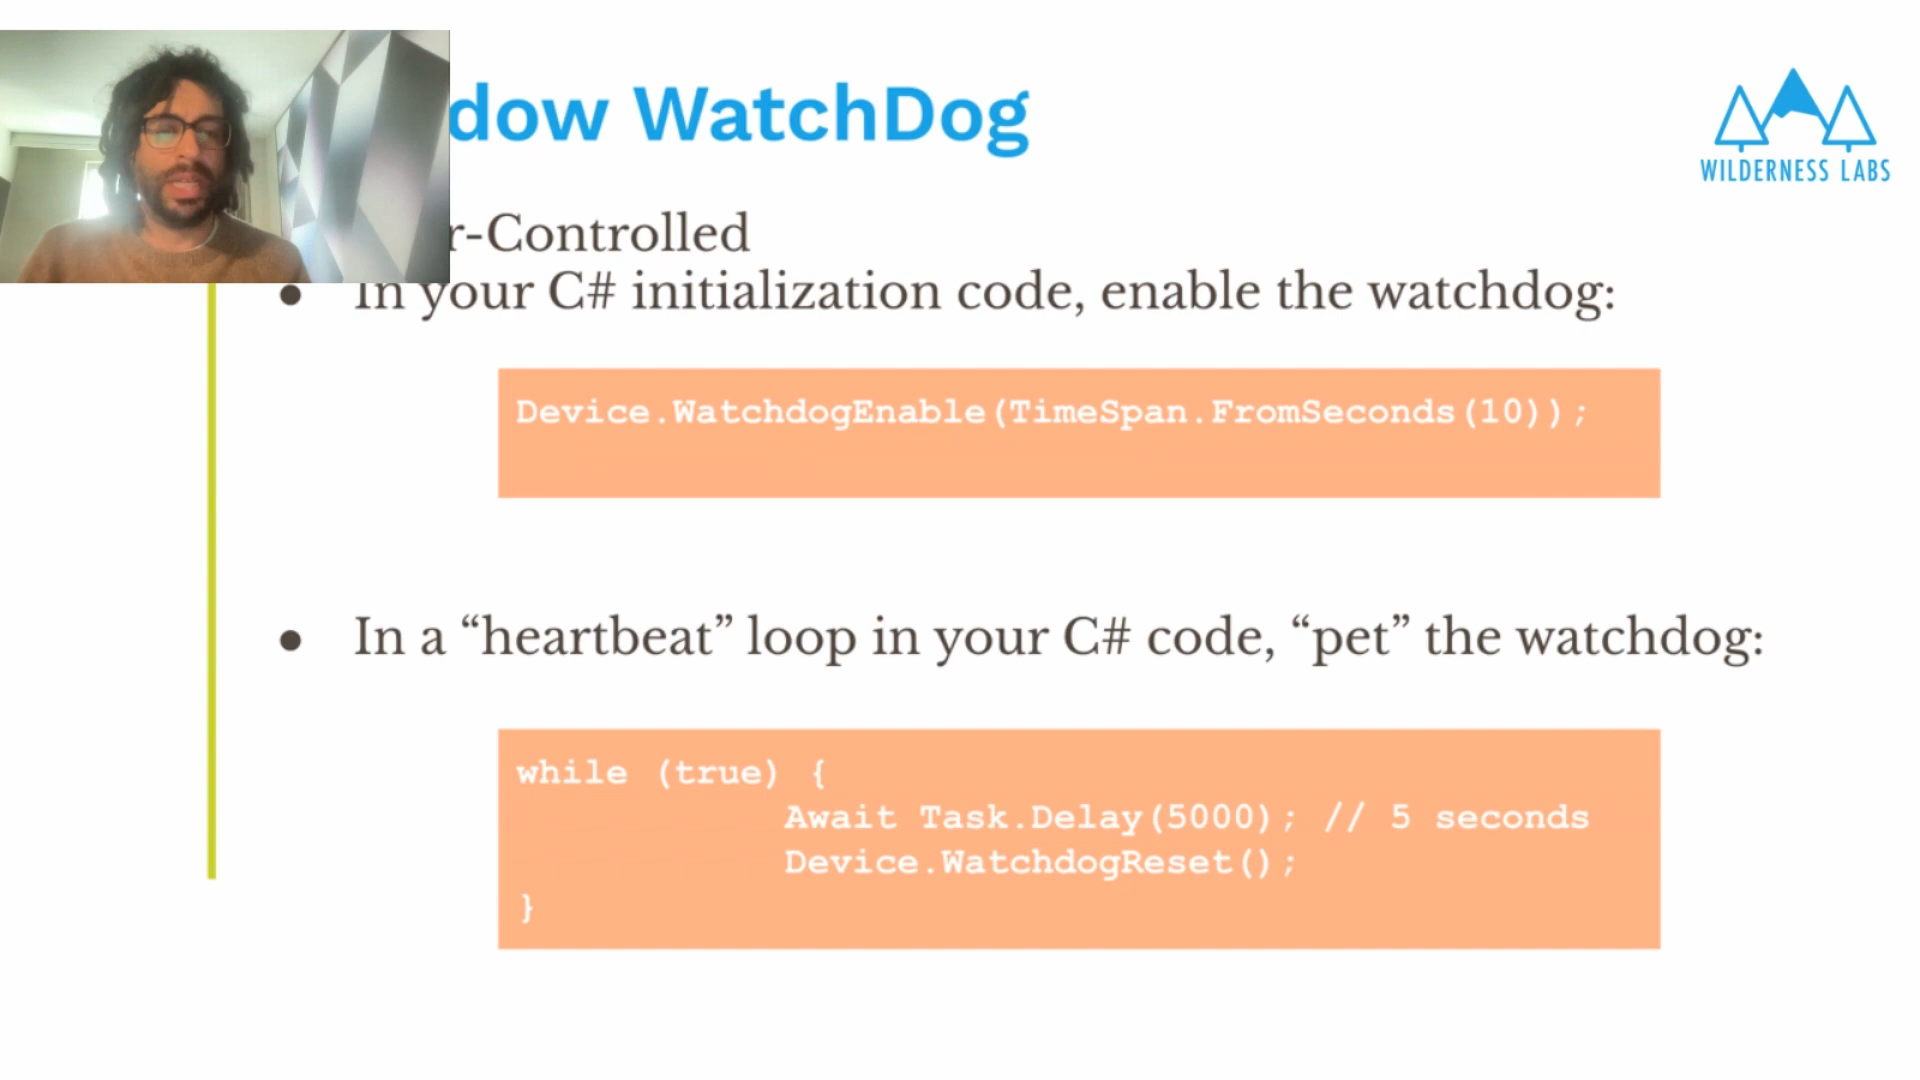 dow WatchDog
WILDERNESS LABS
r-Controlled
● In your C# initialization code, enable the watchdog:
Device.WatchdogEnable(TimeSpan.FromSeconds(10));
● In a “heartbeat” loop in your C# code, “pet” the watchdog:
while (true) {
Await Task.Delay(5000); // 5 seconds
Device.WatchdogReset();
}